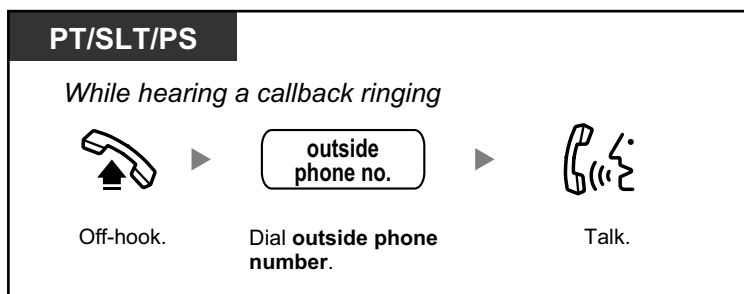 PT/SLT/PS
While hearing a callback ringing
outside
phone no.
Off-hook.
Dial outside phone
number.
Talk.